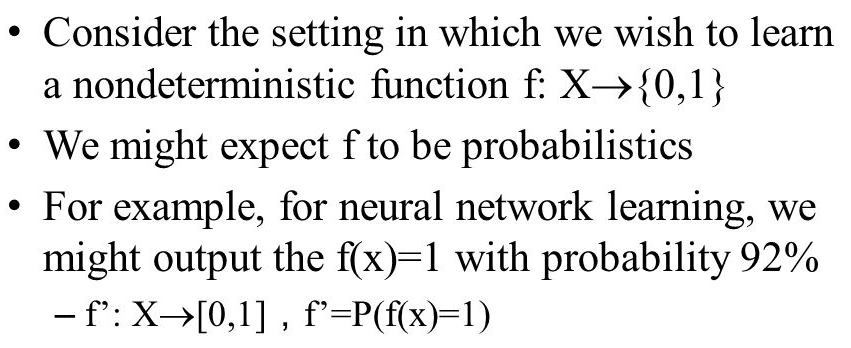 • Consider the setting in which we wish to learn
a nondeterministic function f: X→{0,1}
• We might expect f to be probabilistics
• For example, for neural network learning, we
might output the f(x)=1 with probability 92%
– f’: X→[0,1] , f’=P(f(x)=1)